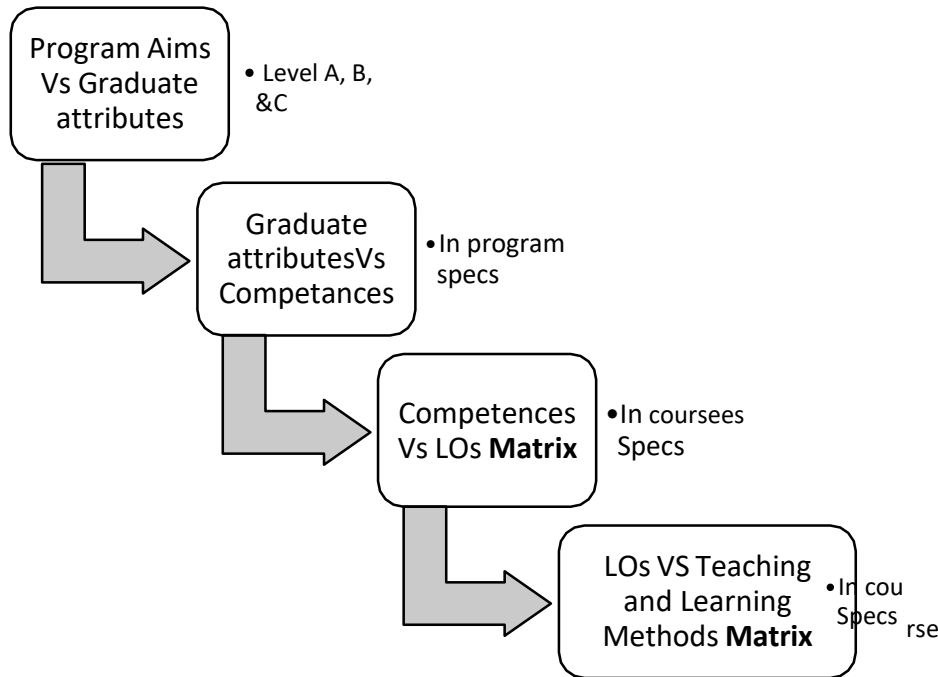 Program Aims
Vs Graduate
attributes
• Level A, B,
&C
Graduate
attributesVs
Competances
•In program
specs
Competences
Vs LOs Matrix
•In coursees
Specs
LOs VS Teaching
and Learning
Methods Matrix
•In cou
Specs rse